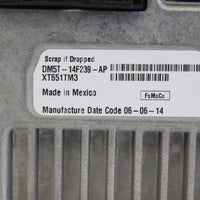 Scrap if Dropped
DM5T-14F239-AP
XT651TM3
Made in Mexico
FoMoCo
Manufacture Date Code 06-06-14